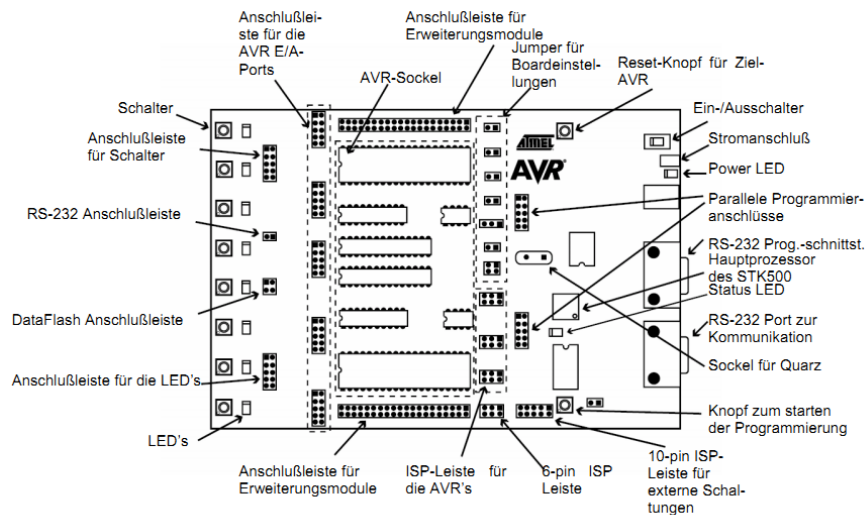 Anschlußlei-
ste für die
AVR E/A-
Ports
Anschlußleiste für
Erweiterungsmodule
Jumper für
Boardeinstel-
lungen
Reset-Knopf für Ziel-
AVR
AVR-Sockel
Schalter
Anschlußleiste
für Schalter
RS-232 Anschlußleiste
DataFlash Anschlußleiste
Anschlußleiste für die LED's
LED's
Ein-/Ausschalter
Stromanschluß
Power LED
Parallele Programmier-
anschlüsse
RS-232 Prog.-schnittst.
Hauptprozessor
des STK500
Status LED
RS-232 Port zur
Kommunikation
Sockel für Quarz
Knopf zum starten
der Programmierung
ATMEL
AVR®
Anschlußleiste für
Erweiterungsmodule
ISP-Leiste für
die AVR's
6-pin ISP
Leiste
10-pin ISP-
Leiste für
externe Schal-
tungen